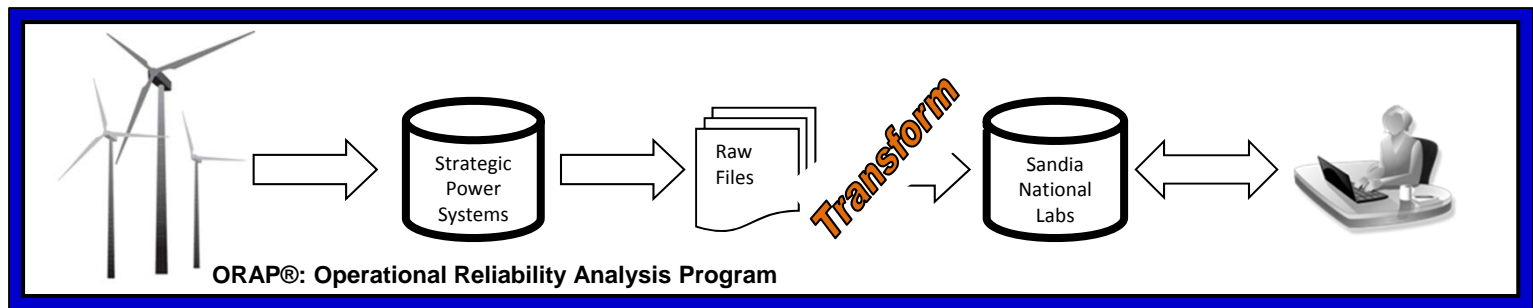 Strategic
Power
Systems
Raw
Files
Transform
Sandia
National
Labs
ORAP®: Operational Reliability Analysis Program